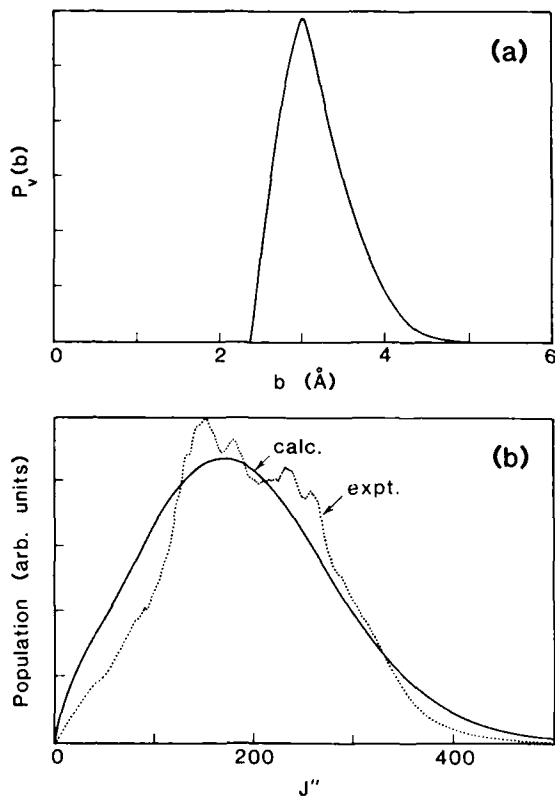 (a)
P_v(b)
0 2 4 6
b (Å)
(b)
calc.
expt.
Population (arb. units)
0 200 400
J''